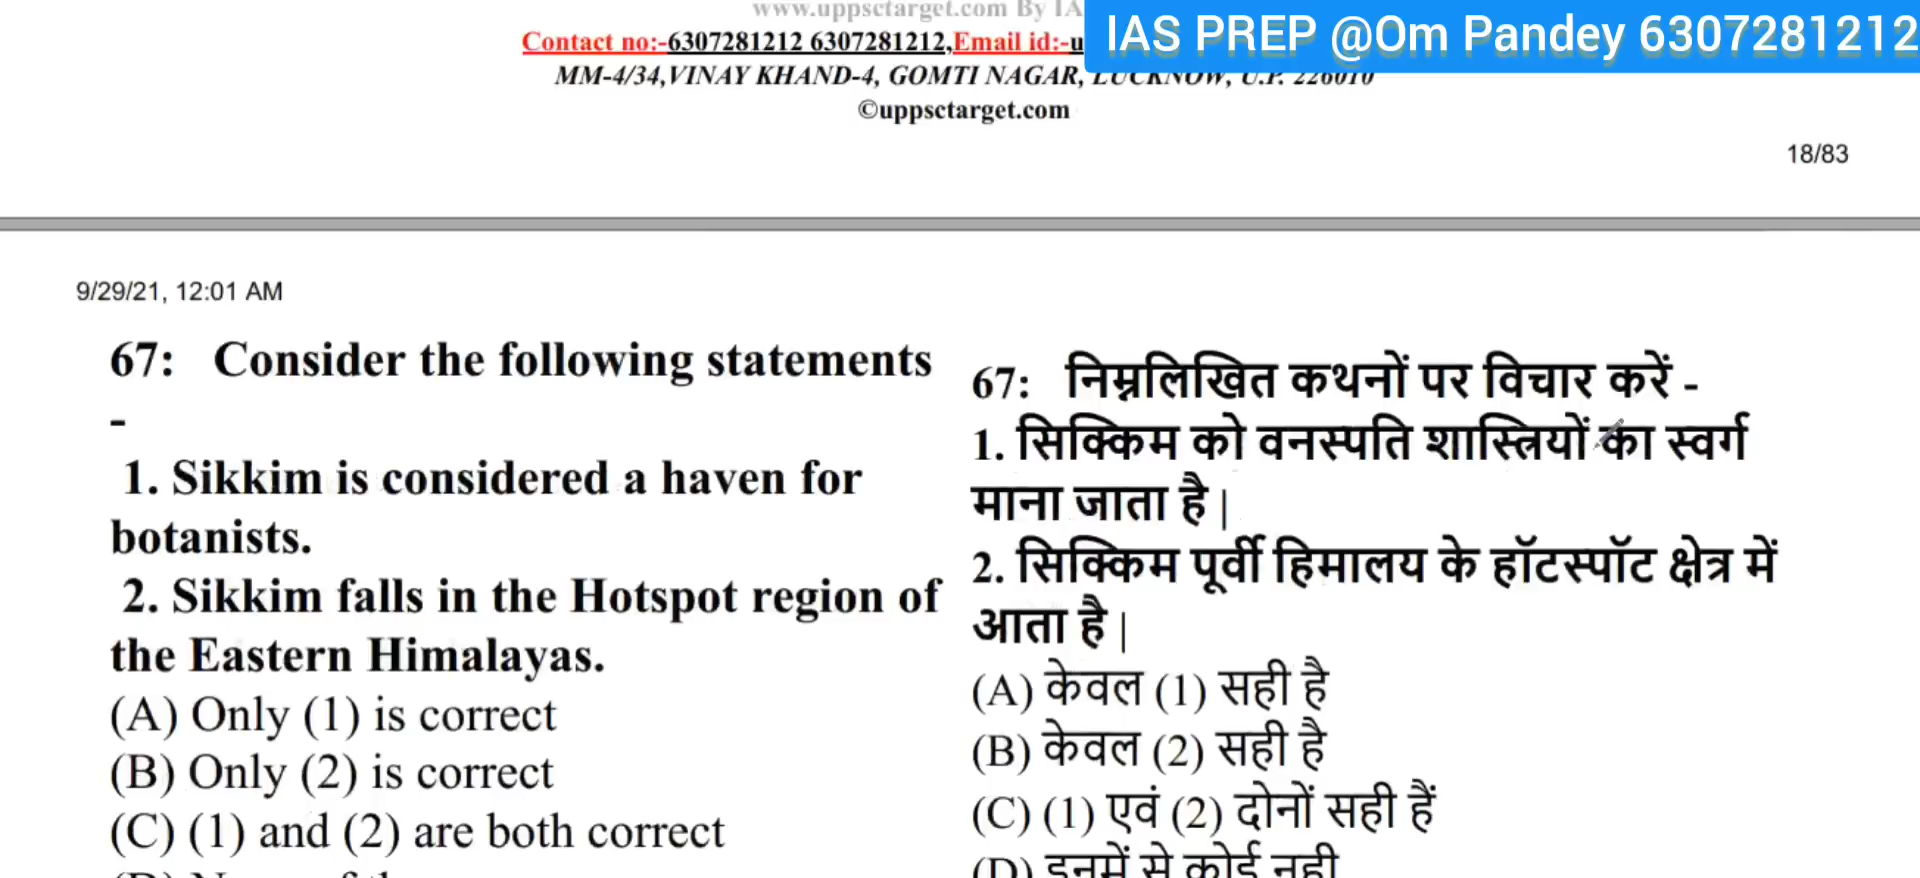 www.uppsctarget.com By IA
IAS PREP @Om Pandey 6307281212
Contact no:-6307281212 6307281212,Email id:-u
MM-4/34,VINAY KHAND-4, GOMTI NAGAR, LUCKNOW, U.P. 226010
©uppsctarget.com
18/83
9/29/21, 12:01 AM
67: Consider the following statements
-
1. Sikkim is considered a haven for
botanists.
2. Sikkim falls in the Hotspot region of
the Eastern Himalayas.
(A) Only (1) is correct
(B) Only (2) is correct
(C) (1) and (2) are both correct
67: निम्नलिखित कथनों पर विचार करें -
1. सिक्किम को वनस्पति शास्त्रियों का स्वर्ग
माना जाता है |
2. सिक्किम पूर्वी हिमालय के हॉटस्पॉट क्षेत्र में
आता है |
(A) केवल (1) सही है
(B) केवल (2) सही है
(C) (1) एवं (2) दोनों सही हैं
(D) इनमें से कोई नही